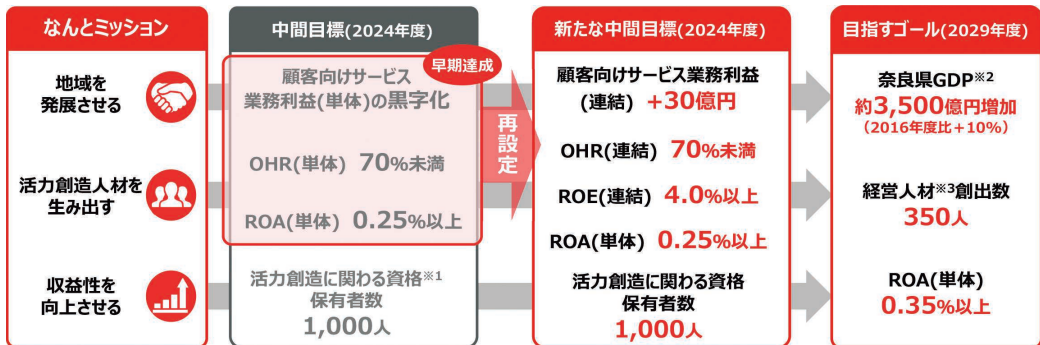 なんとミッション
地域を
発展させる
活力創造人材を
生み出す
収益性を
向上させる
中間目標(2024年度)
早期達成
顧客向けサービス
業務利益(単体)の黒字化
OHR(単体) 70%未満
ROA(単体) 0.25%以上
活力創造に関わる資格※1
保有者数
1,000人
再設定
新たな中間目標(2024年度)
顧客向けサービス業務利益
(連結) +30億円
OHR(連結) 70%未満
ROE(連結) 4.0%以上
ROA(単体) 0.25%以上
活力創造に関わる資格
保有者数
1,000人
目指すゴール(2029年度)
奈良県GDP※2
約3,500億円増加
(2016年度比+10%)
経営人材※3創出数
350人
ROA(単体)
0.35%以上